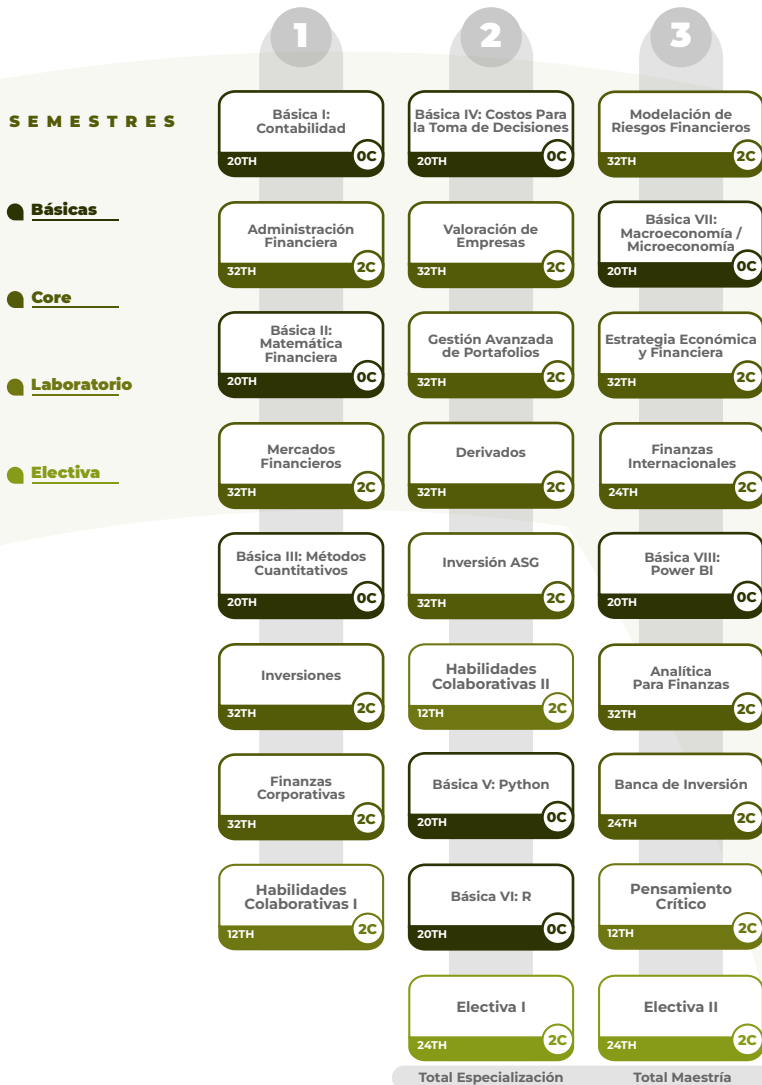 1
2
3
SEMESTRES
Básicas
Core
Laboratorio
Electiva
Básica I:
Contabilidad
20TH
0C
Administración
Financiera
32TH
2C
Básica II:
Matemática
Financiera
20TH
0C
Mercados
Financieros
32TH
2C
Básica III: Métodos
Cuantitativos
20TH
0C
Inversiones
32TH
2C
Finanzas
Corporativas
32TH
2C
Habilidades
Colaborativas I
12TH
2C
Básica IV: Costos Para
la Toma de Decisiones
20TH
0C
Valoración de
Empresas
32TH
2C
Gestión Avanzada
de Portafolios
32TH
2C
Derivados
32TH
2C
Inversión ASG
32TH
2C
Habilidades
Colaborativas II
12TH
2C
Básica V: Python
20TH
0C
Básica VI: R
20TH
0C
Electiva I
24TH
2C
Total Especialización
Modelación de
Riesgos Financieros
32TH
2C
Básica VII:
Macroeconomía /
Microeconomía
20TH
0C
Estrategia Económica
y Financiera
32TH
2C
Finanzas
Internacionales
24TH
2C
Básica VIII:
Power BI
20TH
0C
Analítica
Para Finanzas
32TH
2C
Banca de Inversión
24TH
2C
Pensamiento
Crítico
12TH
2C
Electiva II
24TH
2C
Total Maestría